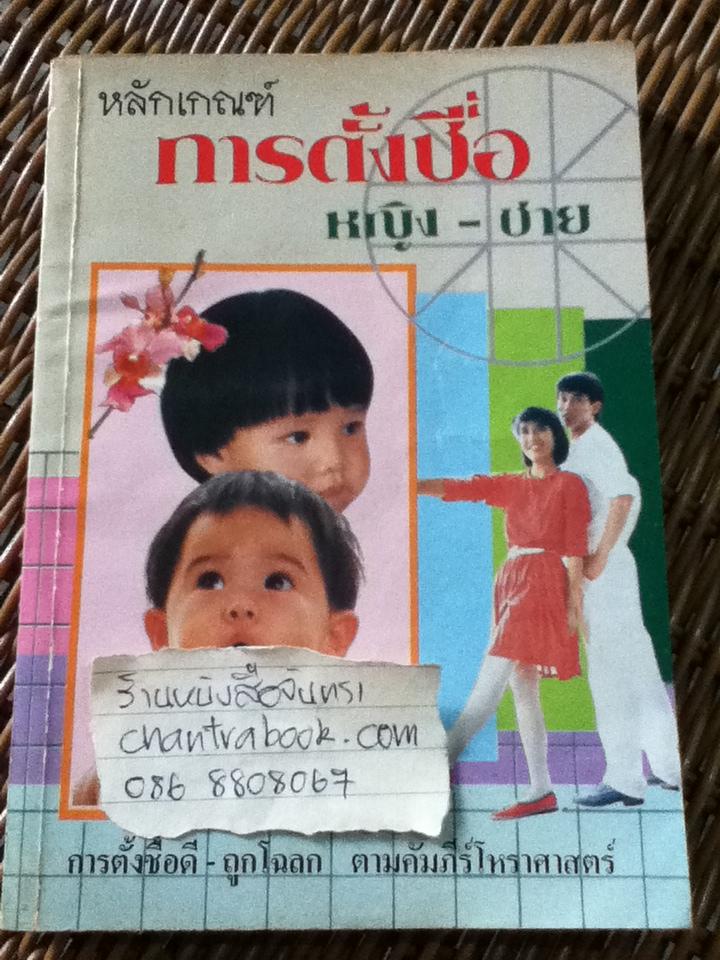 หลักเกณฑ์
การตั้งชื่อ
หญิง - ชาย
ร้านหนังสือจันทรา
chantrabook.com
086 8808067
การตั้งชื่อดี - ถูกโฉลก ตามคัมภีร์โหราศาสตร์